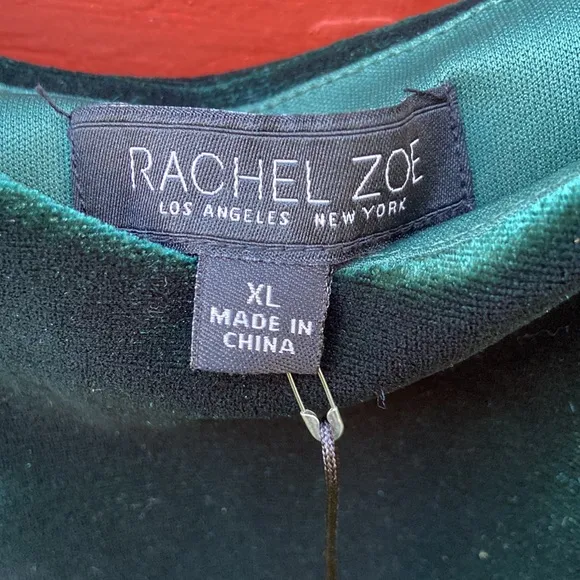 RACHEL ZOE
LOS ANGELES NEW YORK
XL
MADE IN
CHINA